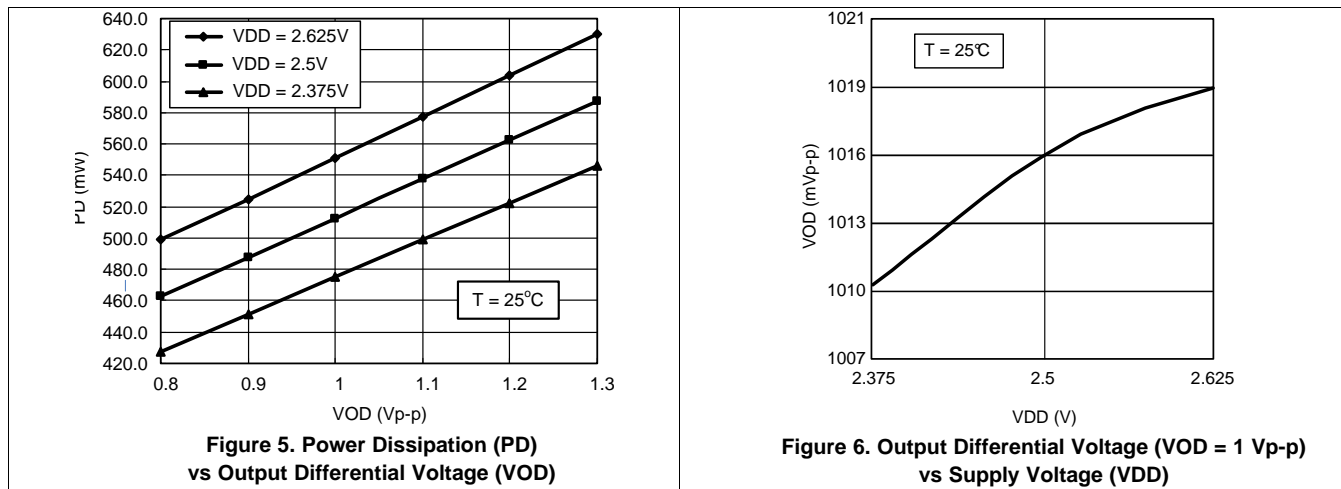 640.0
620.0
600.0
580.0
560.0
540.0
520.0
500.0
480.0
460.0
440.0
420.0
PD (mW)
VDD = 2.625V
VDD = 2.5V
VDD = 2.375V
T = 25°C
0.8 0.9 1 1.1 1.2 1.3
VOD (Vp-p)
Figure 5. Power Dissipation (PD)
vs Output Differential Voltage (VOD)
1021
1019
1016
1013
1010
1007
VOD (mVp-p)
T = 25°C
2.375 2.5 2.625
VDD (V)
Figure 6. Output Differential Voltage (VOD = 1 Vp-p)
vs Supply Voltage (VDD)